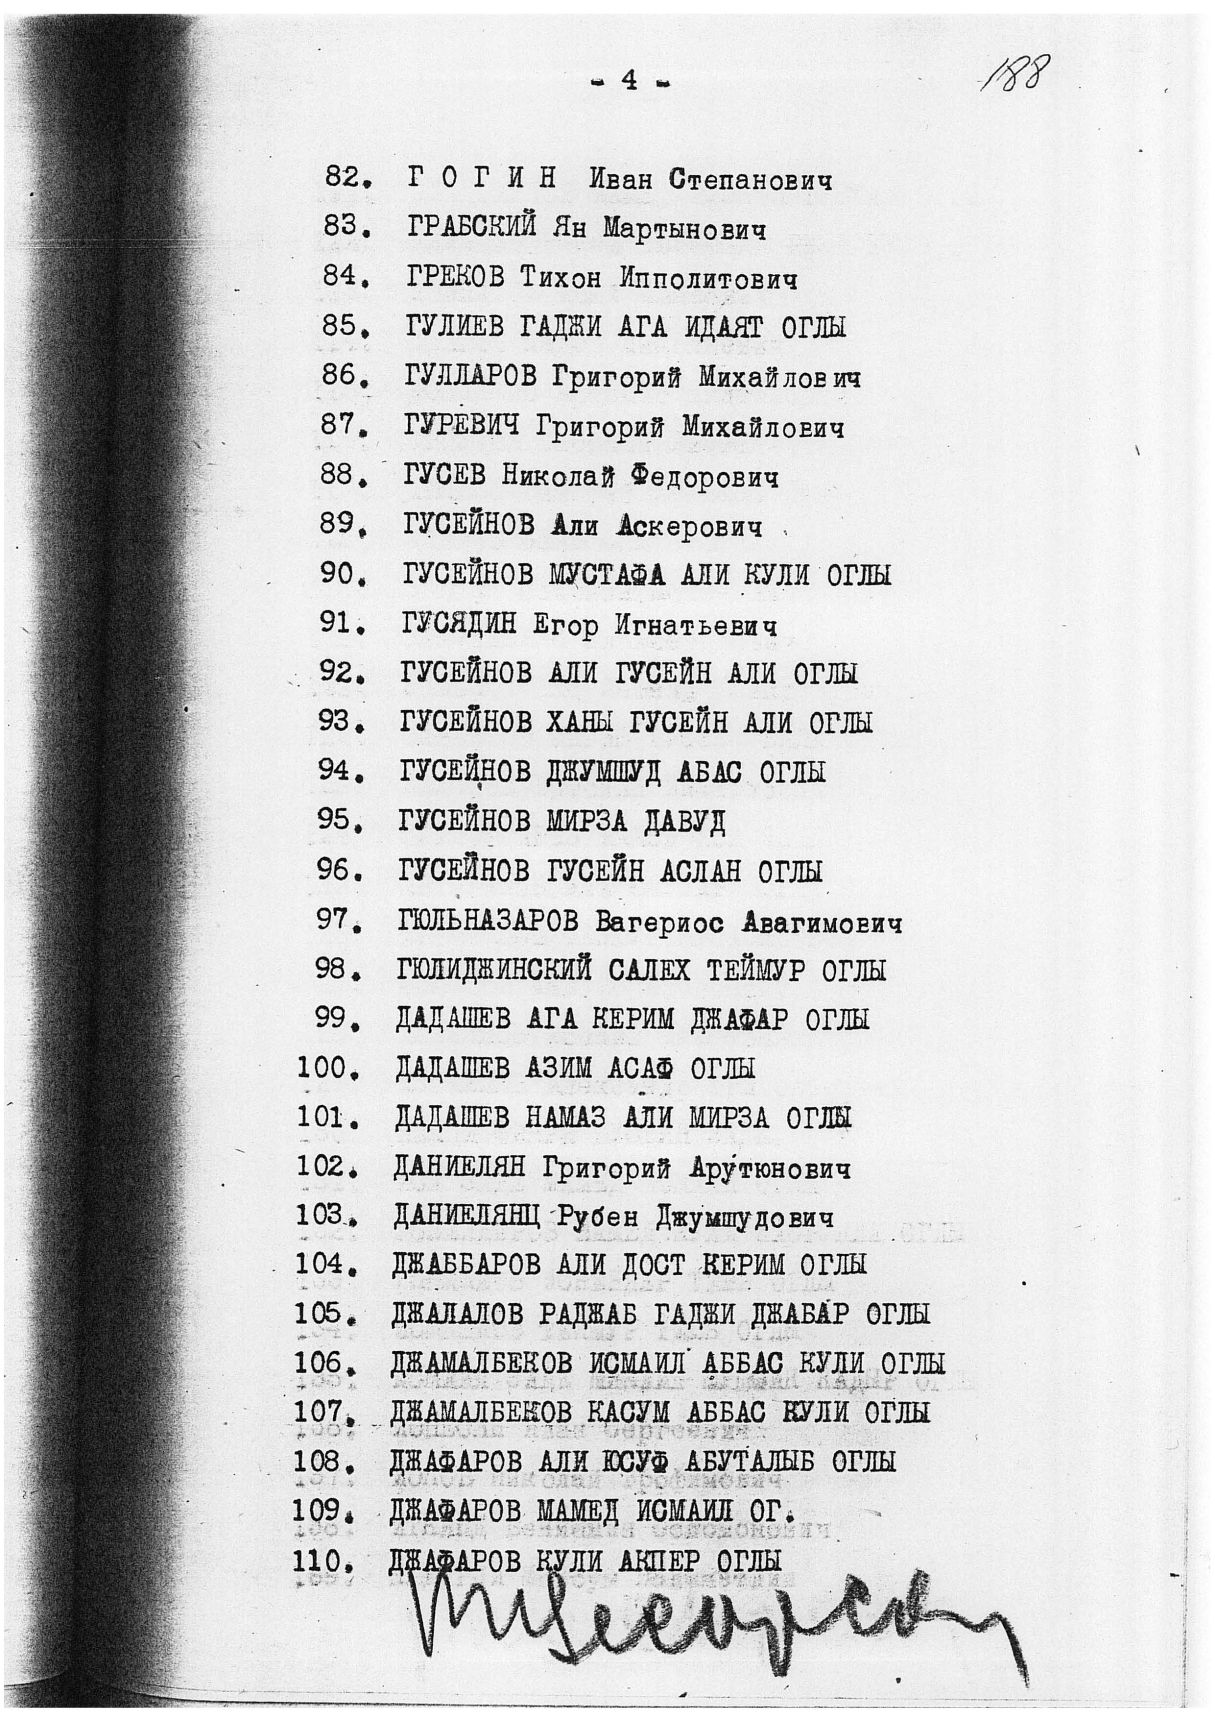 - 4 -
188
82. Г О Г И Н Иван Степанович
83. ГРАБСКИЙ Ян Мартынович
84. ГРЕКОВ Тихон Ипполитович
85. ГУЛИЕВ ГАДЖИ АГА ИДАЯТ ОГЛЫ
86. ГУЛЛАРОВ Григорий Михайлович
87. ГУРЕВИЧ Григорий Михайлович
88. ГУСЕВ Николай Федорович
89. ГУСЕЙНОВ Али Аскерович
90. ГУСЕЙНОВ МУСТАФА АЛИ КУЛИ ОГЛЫ
91. ГУСЯДИН Егор Игнатьевич
92. ГУСЕЙНОВ АЛИ ГУСЕЙН АЛИ ОГЛЫ
93. ГУСЕЙНОВ ХАНЫ ГУСЕЙН АЛИ ОГЛЫ
94. ГУСЕЙНОВ ДЖУМШУД АБАС ОГЛЫ
95. ГУСЕЙНОВ МИРЗА ДАВУД
96. ГУСЕЙНОВ ГУСЕЙН АСЛАН ОГЛЫ
97. ГЮЛЬНАЗАРОВ Вагериос Авагимович
98. ГЮЛИДЖИНСКИЙ САЛЕХ ТЕЙМУР ОГЛЫ
99. ДАДАШЕВ АГА КЕРИМ ДЖАФАР ОГЛЫ
100. ДАДАШЕВ АЗИМ АСАФ ОГЛЫ
101. ДАДАШЕВ НАМАЗ АЛИ МИРЗА ОГЛЫ
102. ДАНИЕЛЯН Григорий Арутюнович
103. ДАНИЕЛЯНЦ Рубен Джумшудович
104. ДЖАББАРОВ АЛИ ДОСТ КЕРИМ ОГЛЫ
105. ДЖАЛАЛОВ РАДЖАБ ГАДЖИ ДЖАБАР ОГЛЫ
106. ДЖАМАЛБЕКОВ ИСМАИЛ АББАС КУЛИ ОГЛЫ
107. ДЖАМАЛБЕКОВ КАСУМ АББАС КУЛИ ОГЛЫ
108. ДЖАФАРОВ АЛИ ЮСУФ АБУТАЛЫБ ОГЛЫ
109. ДЖАФАРОВ МАМЕД ИСМАИЛ ОГ.
110. ДЖАФАРОВ КУЛИ АКПЕР ОГЛЫ